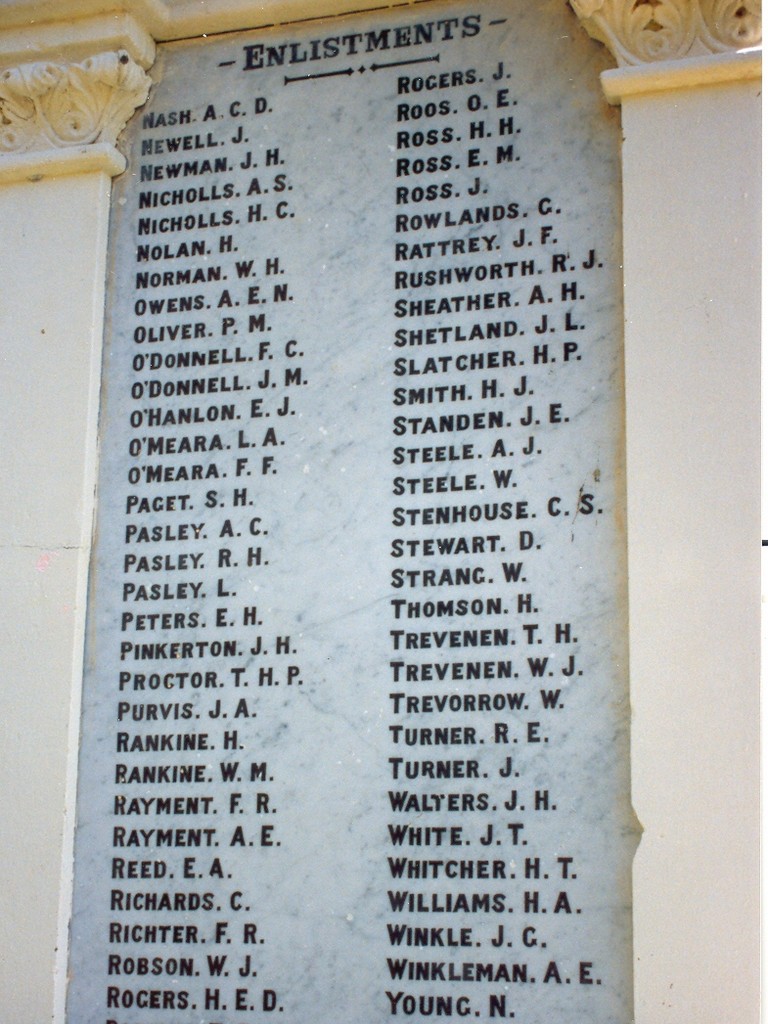 - ENLISTMENTS -
NASH. A. C. D.
NEWELL. J.
NEWMAN. J. H.
NICHOLLS. A. S.
NICHOLLS. H. C.
NOLAN. H.
NORMAN. W. H.
OWENS. A. E. N.
OLIVER. P. M.
O'DONNELL. F. C.
O'DONNELL. J. M.
O'HANLON. E. J.
O'MEARA. L. A.
O'MEARA. F. F.
PAGET. S. H.
PASLEY. A. C.
PASLEY. R. H.
PASLEY. L.
PETERS. E. H.
PINKERTON. J. H.
PROCTOR. T. H. P.
PURVIS. J. A.
RANKINE. H.
RANKINE. W. M.
RAYMENT. F. R.
RAYMENT. A. E.
REED. E. A.
RICHARDS. C.
RICHTER. F. R.
ROBSON. W. J.
ROGERS. H. E. D.
ROGERS. J.
ROOS. O. E.
ROSS. H. H.
ROSS. E. M.
ROSS. J.
ROWLANDS. G.
RATTREY. J. F.
RUSHWORTH. R. J.
SHEATHER. A. H.
SHETLAND. J. L.
SLATCHER. H. P.
SMITH. H. J.
STANDEN. J. E.
STEELE. A. J.
STEELE. W.
STENHOUSE. C. S.
STEWART. D.
STRANG. W.
THOMSON. H.
TREVENEN. T. H.
TREVENEN. W. J.
TREVORROW. W.
TURNER. R. E.
TURNER. J.
WALTERS. J. H.
WHITE. J. T.
WHITCHER. H. T.
WILLIAMS. H. A.
WINKLE. J. G.
WINKLEMAN. A. E.
YOUNG. N.